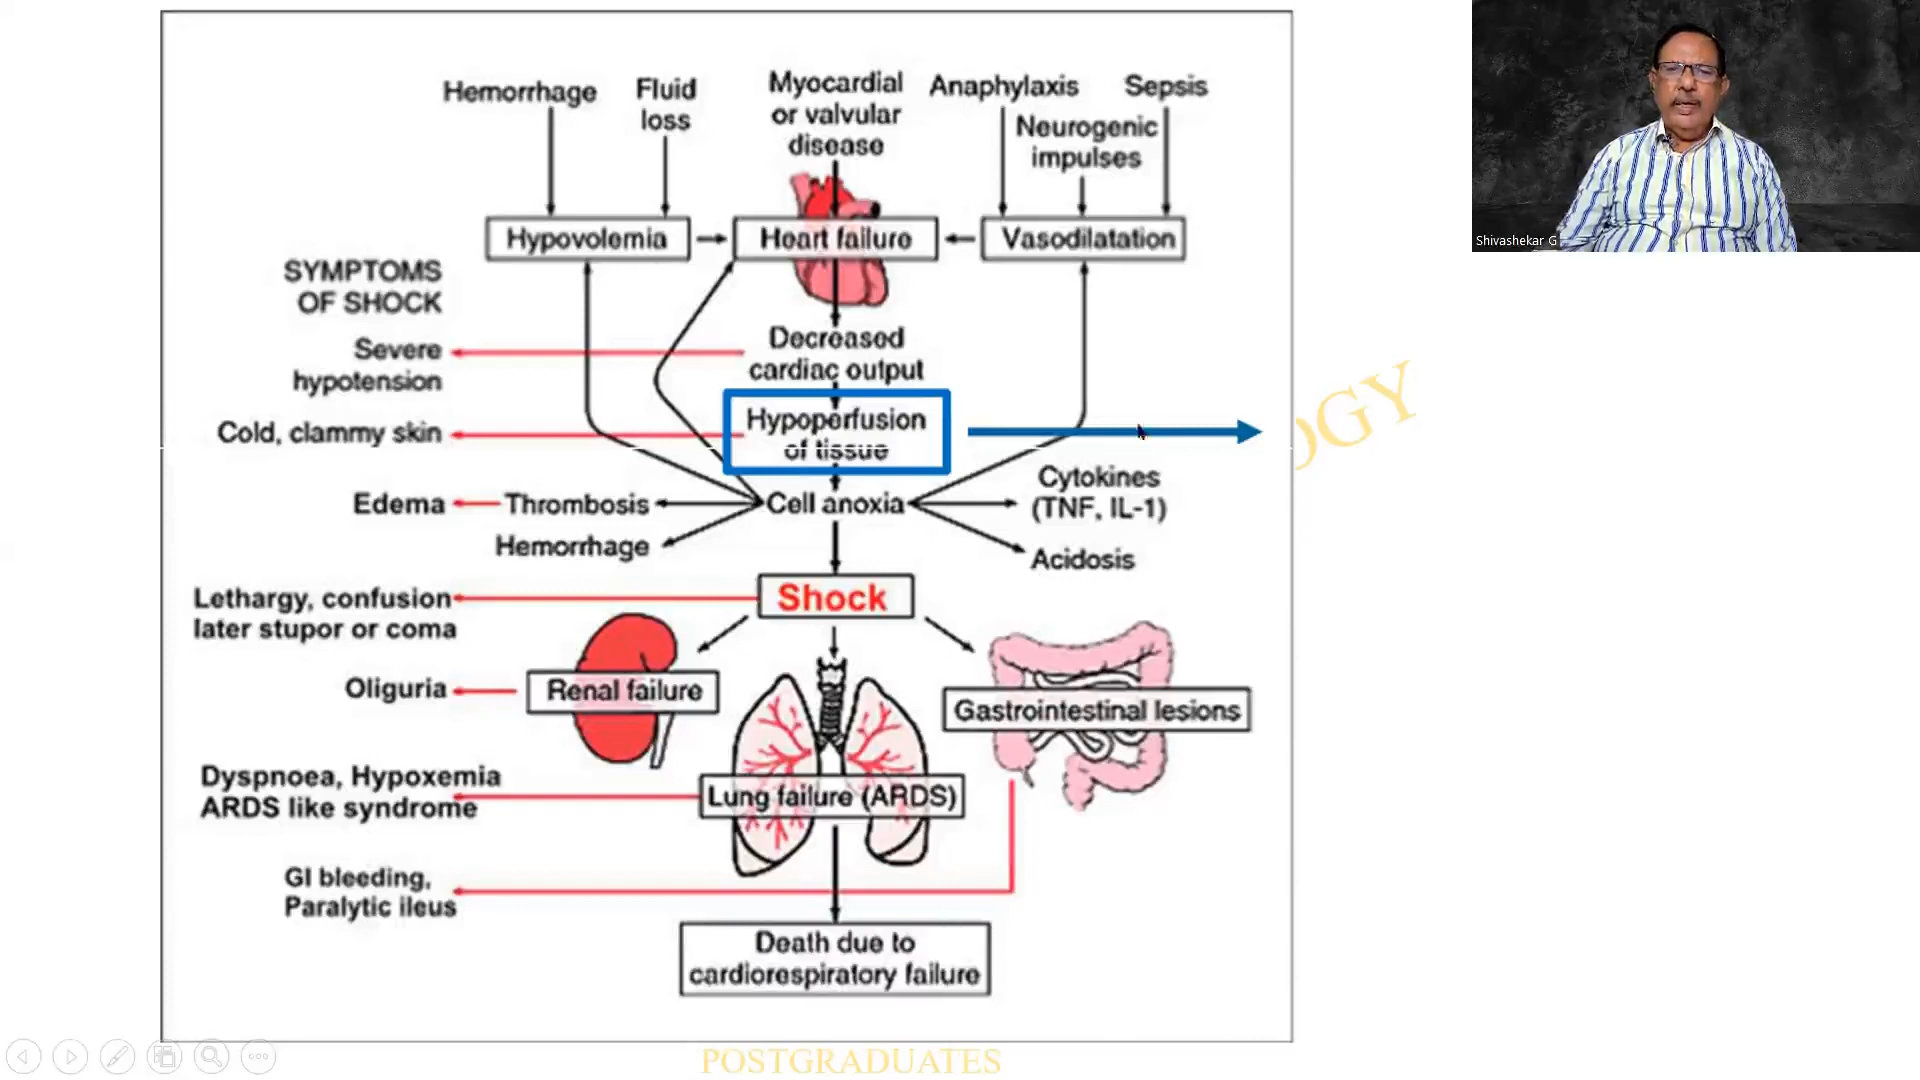 Hemorrhage
Fluid
loss
Myocardial
or valvular
disease
Anaphylaxis
Sepsis
Neurogenic
impulses
Hypovolemia
Heart failure
Vasodilatation
SYMPTOMS
OF SHOCK
Severe
hypotension
Decreased
cardiac output
Cold, clammy skin
Hypoperfusion
of tissue
Edema
Thrombosis
Cell anoxia
Cytokines
(TNF, IL-1)
Hemorrhage
Acidosis
Lethargy, confusion
later stupor or coma
Shock
Oliguria
Renal failure
Gastrointestinal lesions
Dyspnoea, Hypoxemia
ARDS like syndrome
Lung failure (ARDS)
GI bleeding,
Paralytic ileus
Death due to
cardiorespiratory failure
Shivashekar G
OGY
POSTGRADUATES